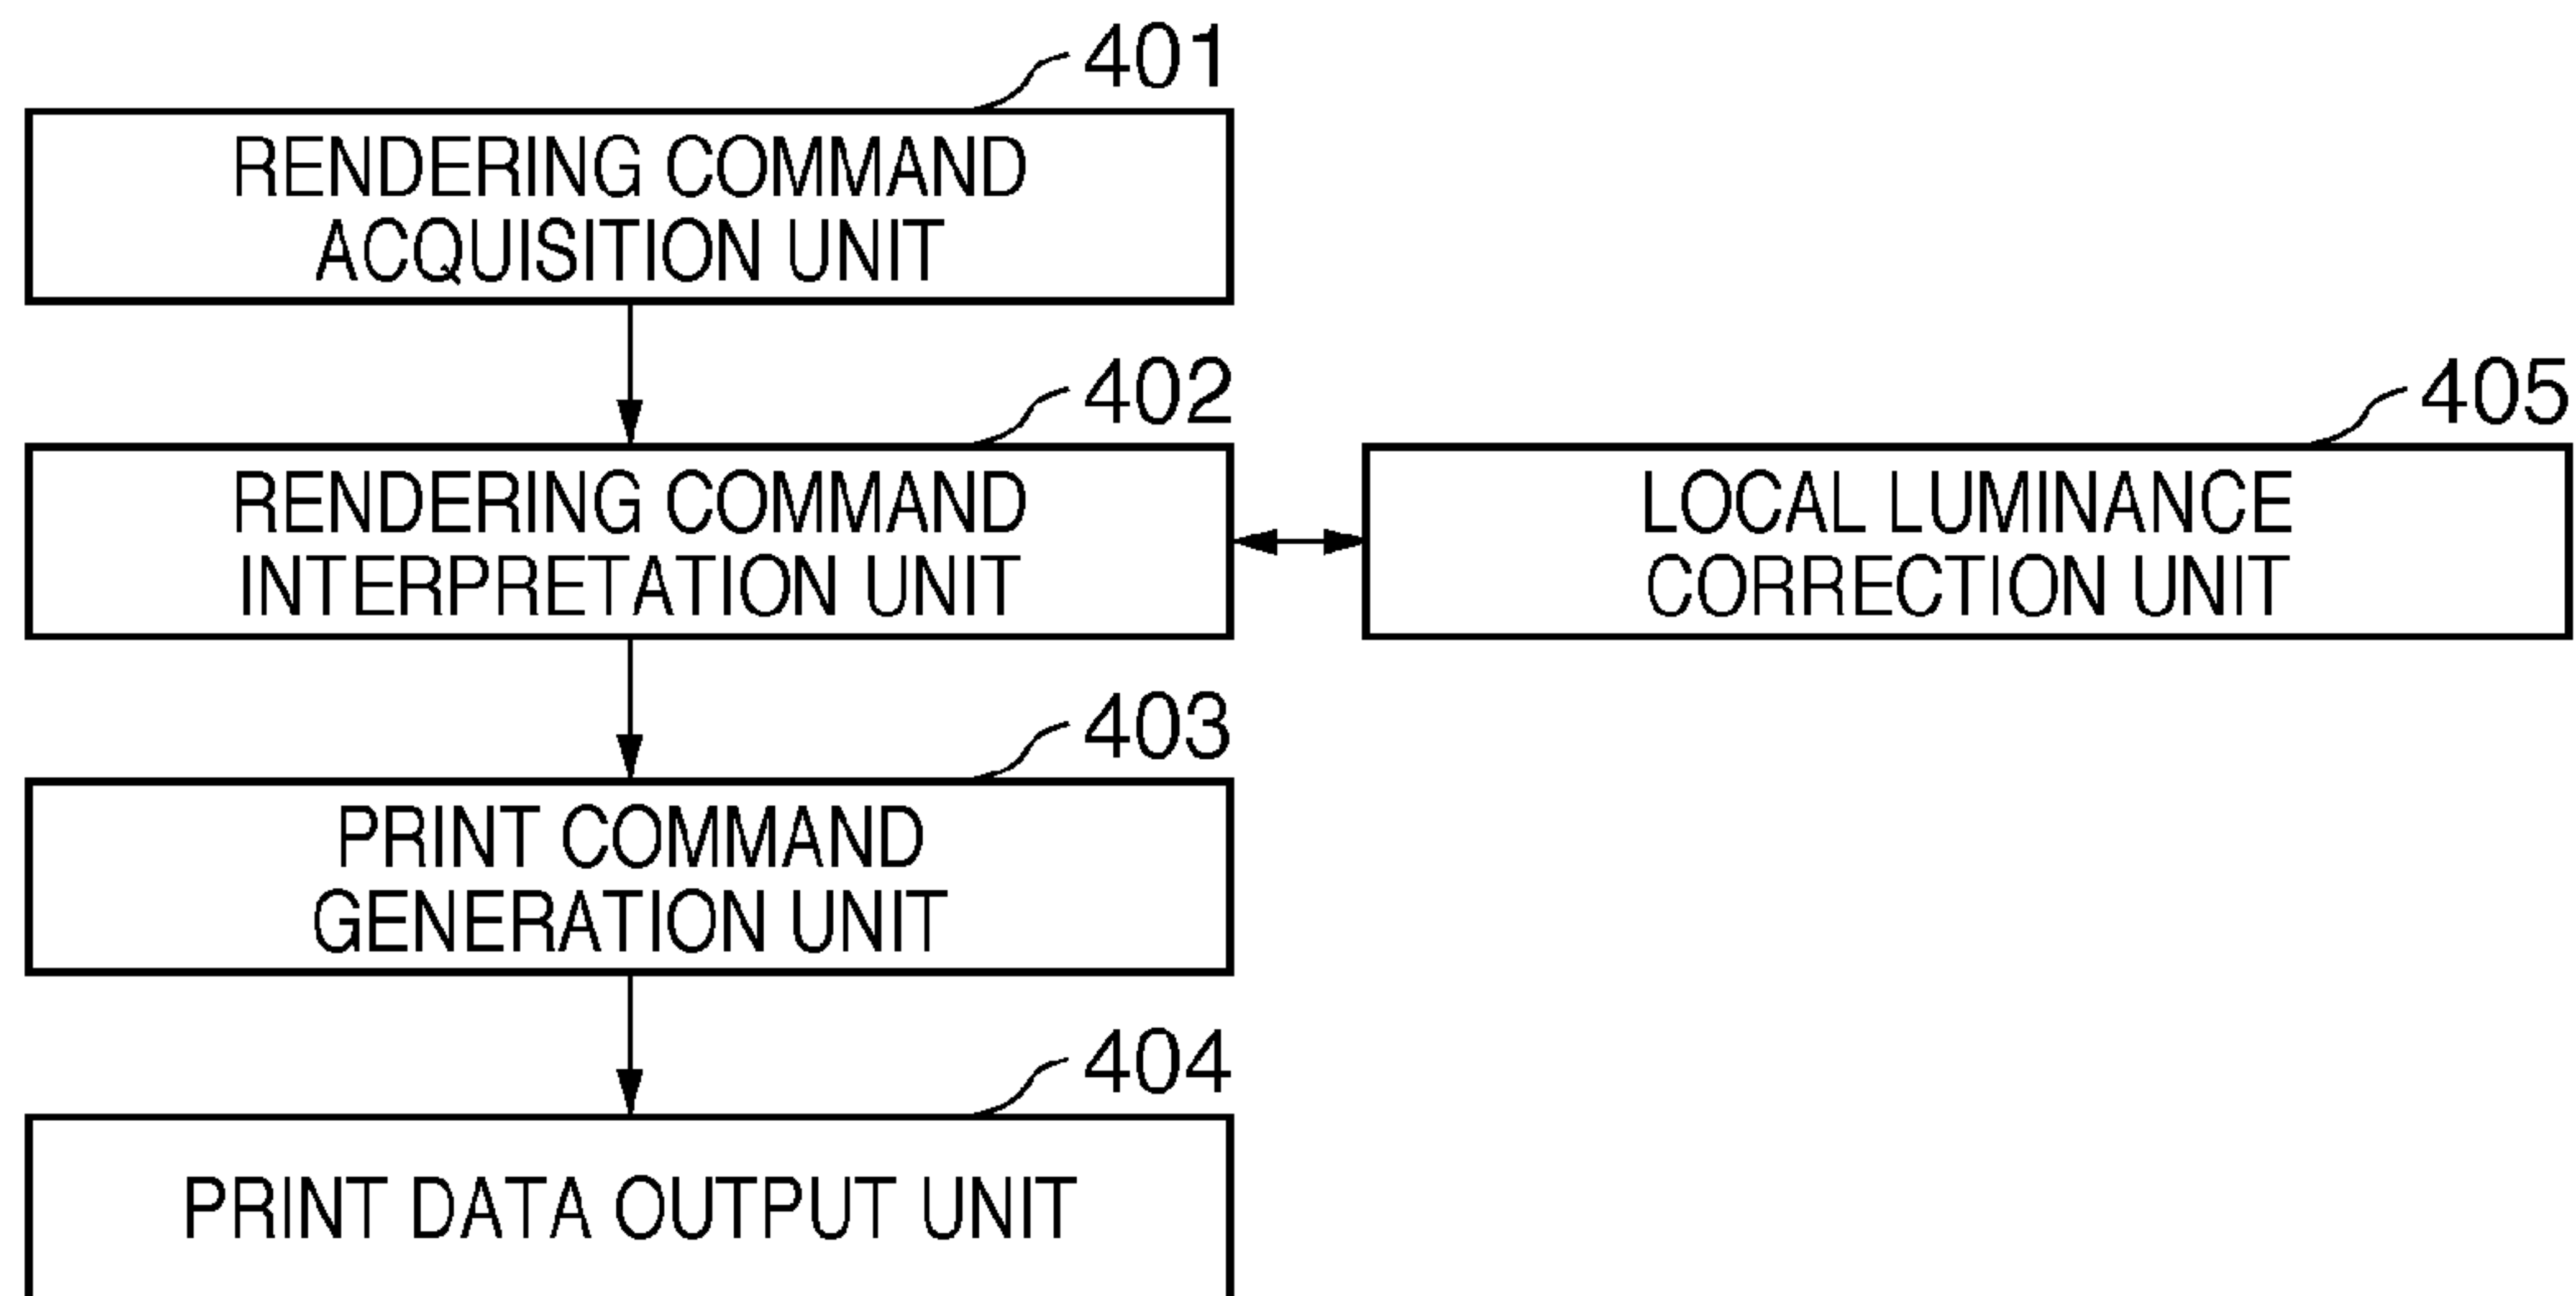 401
RENDERING COMMAND
ACQUISITION UNIT
402
RENDERING COMMAND
INTERPRETATION UNIT
405
LOCAL LUMINANCE
CORRECTION UNIT
403
PRINT COMMAND
GENERATION UNIT
404
PRINT DATA OUTPUT UNIT